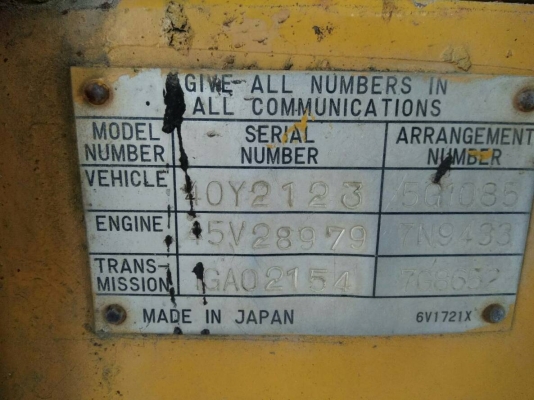 GIVE ALL NUMBERS IN
ALL COMMUNICATIONS
MODEL NUMBER SERIAL NUMBER ARRANGEMENT NUMBER
VEHICLE 40Y2123
ENGINE 45V28979
TRANS-MISSION GA02154
MADE IN JAPAN 6V1721X